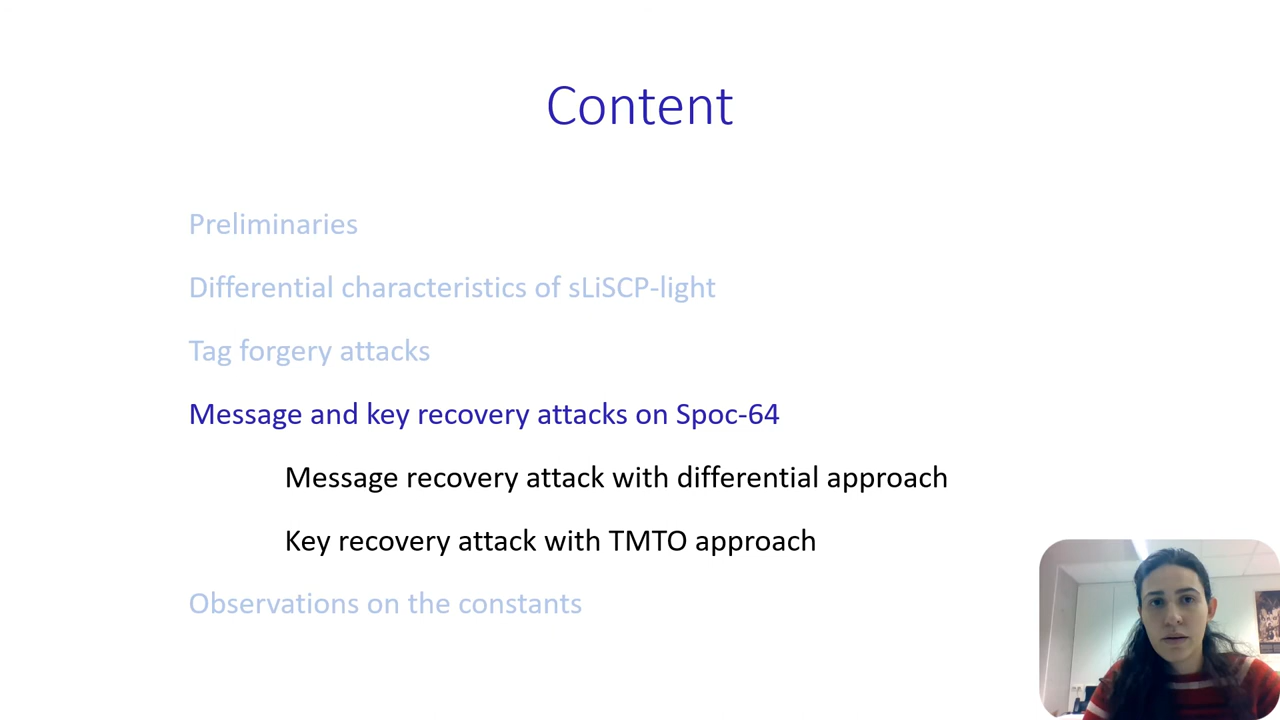 Content
Preliminaries
Differential characteristics of sLiSCP-light
Tag forgery attacks
Message and key recovery attacks on Spoc-64
Message recovery attack with differential approach
Key recovery attack with TMTO approach
Observations on the constants